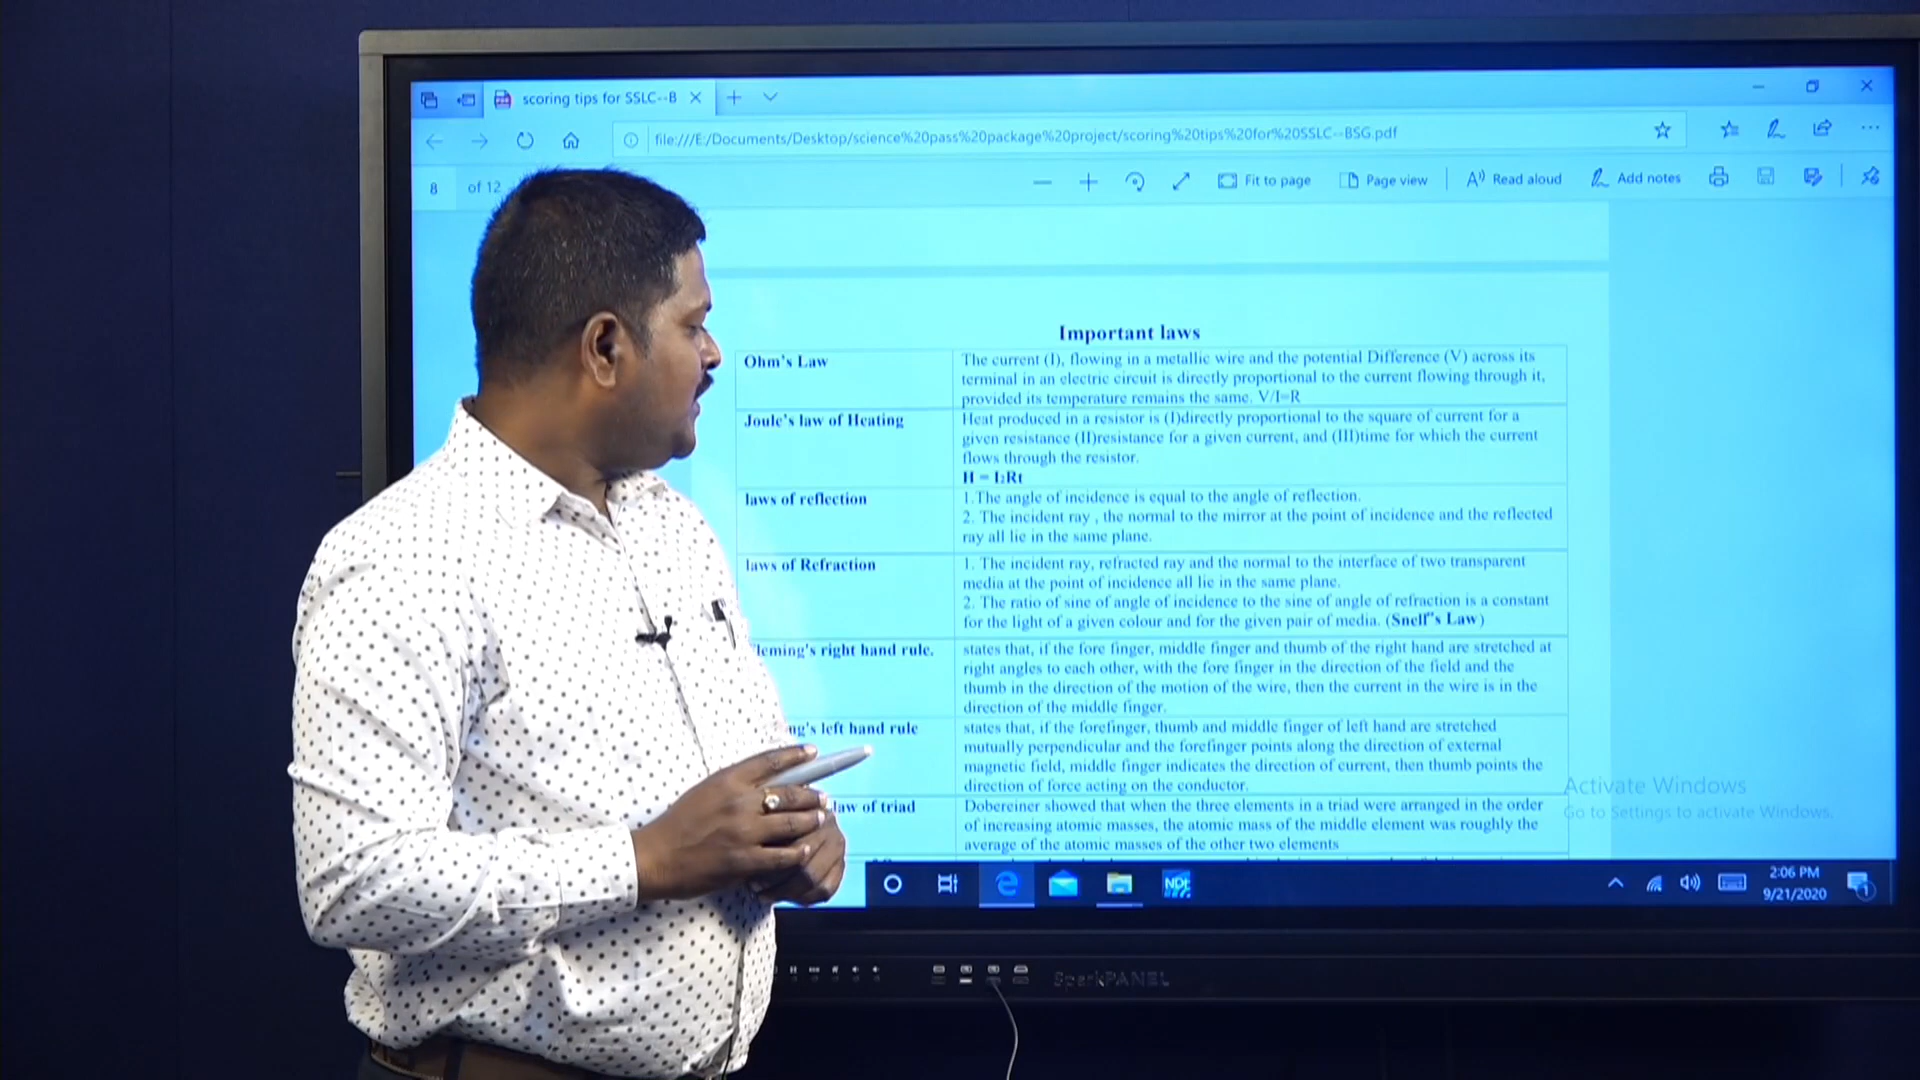 scoring tips for SSLC--B
file:///E:/Documents/Desktop/science%20pass%20package%20project/scoring%20tips%20for%20SSLC--BSG.pdf
8 of 12
Fit to page
Page view
Read aloud
Add notes
Important laws
Ohm's Law
The current (I), flowing in a metallic wire and the potential Difference (V) across its
terminal in an electric circuit is directly proportional to the current flowing through it,
provided its temperature remains the same. V/I=R
Joule's law of Heating
Heat produced in a resistor is (I)directly proportional to the square of current for a
given resistance (II)resistance for a given current, and (III)time for which the current
flows through the resistor.
H = I2Rt
laws of reflection
1.The angle of incidence is equal to the angle of reflection.
2. The incident ray , the normal to the mirror at the point of incidence and the reflected
ray all lie in the same plane.
laws of Refraction
1. The incident ray, refracted ray and the normal to the interface of two transparent
media at the point of incidence all lie in the same plane.
2. The ratio of sine of angle of incidence to the sine of angle of refraction is a constant
for the light of a given colour and for the given pair of media. (Snell"s Law)
leming's right hand rule.
states that, if the fore finger, middle finger and thumb of the right hand are stretched at
right angles to each other, with the fore finger in the direction of the field and the
thumb in the direction of the motion of the wire, then the current in the wire is in the
direction of the middle finger.
ng's left hand rule
states that, if the forefinger, thumb and middle finger of left hand are stretched
mutually perpendicular and the forefinger points along the direction of external
magnetic field, middle finger indicates the direction of current, then thumb points the
direction of force acting on the conductor.
law of triad
Dobereiner showed that when the three elements in a triad were arranged in the order
of increasing atomic masses, the atomic mass of the middle element was roughly the
average of the atomic masses of the other two elements
Activate Windows
Go to Settings to activate Windows.
2:06 PM
9/21/2020
SparkPANEL